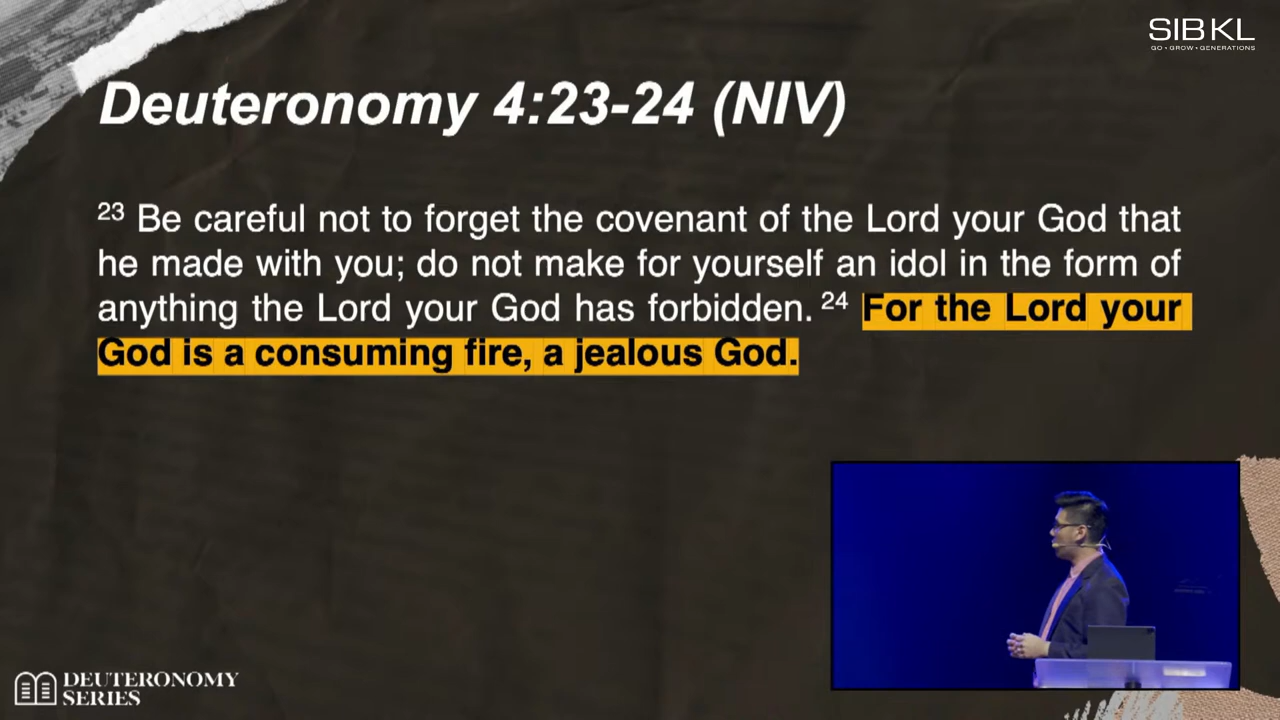 SIBKL
GO • GROW • GENERATIONS
Deuteronomy 4:23-24 (NIV)
23 Be careful not to forget the covenant of the Lord your God that
he made with you; do not make for yourself an idol in the form of
anything the Lord your God has forbidden. 24 For the Lord your
God is a consuming fire, a jealous God.
DEUTERONOMY
SERIES